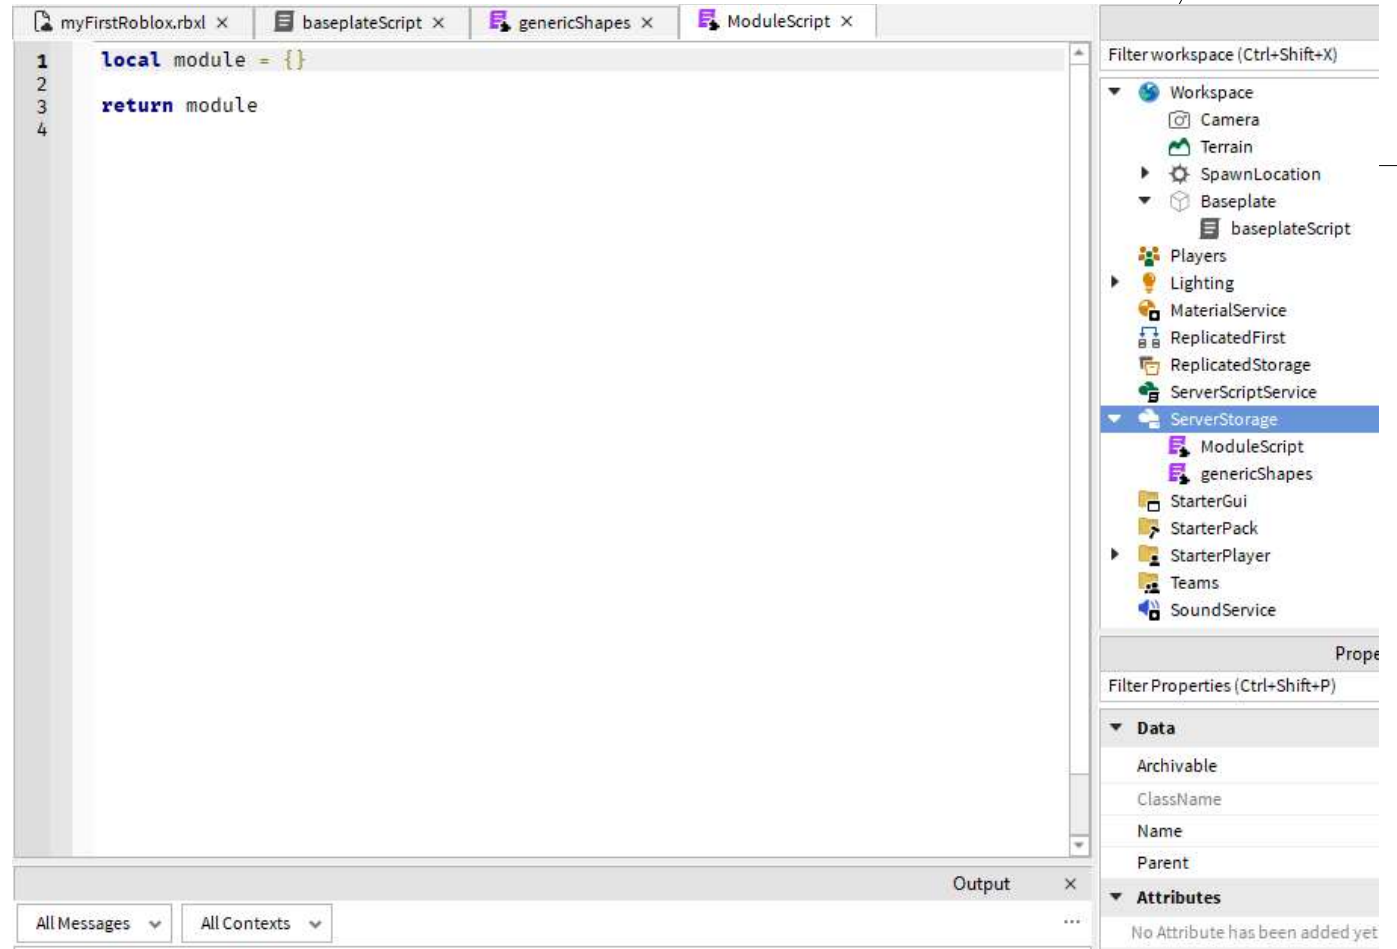 myFirstRoblox.rbxl ×
baseplateScript ×
genericShapes ×
ModuleScript ×
1 local module = {}
2
3 return module
4
Output ×
All Messages
All Contexts
...
Filter workspace (Ctrl+Shift+X)
Workspace
Camera
Terrain
SpawnLocation
Baseplate
baseplateScript
Players
Lighting
MaterialService
ReplicatedFirst
ReplicatedStorage
ServerScriptService
ServerStorage
ModuleScript
genericShapes
StarterGui
StarterPack
StarterPlayer
Teams
SoundService
Prope
Filter Properties (Ctrl+Shift+P)
Data
Archivable
ClassName
Name
Parent
Attributes
No Attribute has been added yet